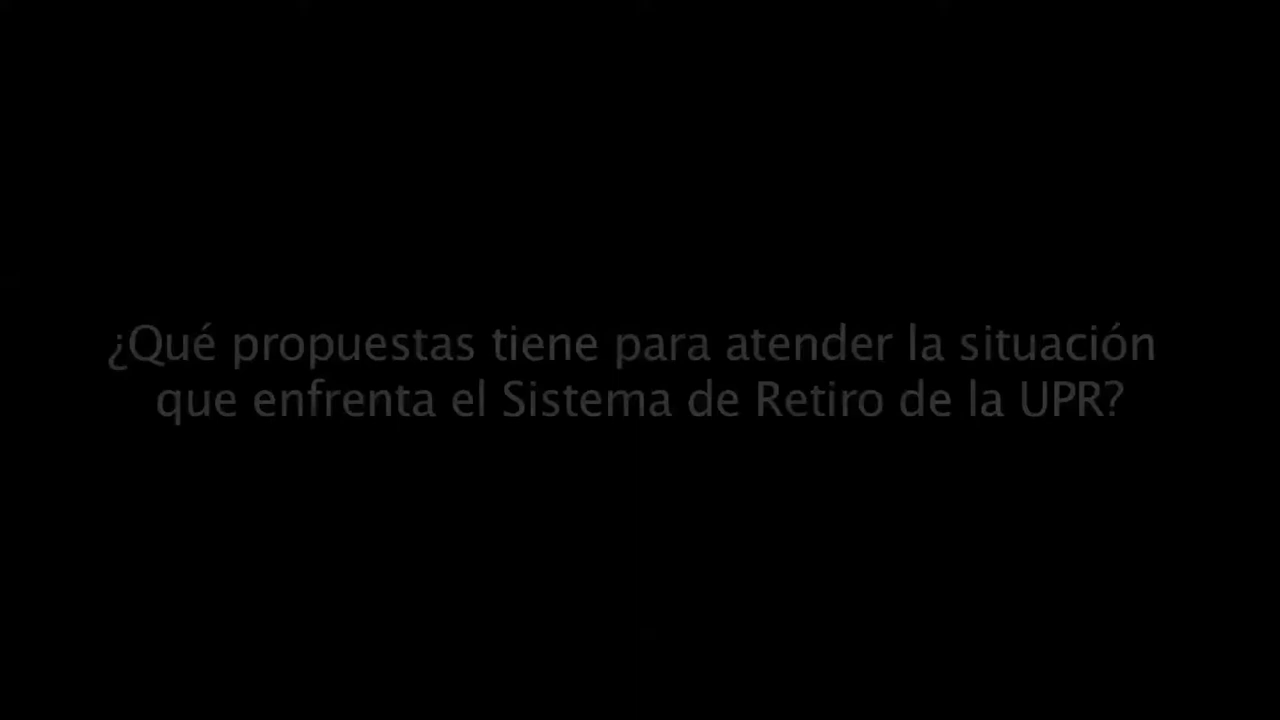 ¿Qué propuestas tiene para atender la situación
que enfrenta el Sistema de Retiro de la UPR?